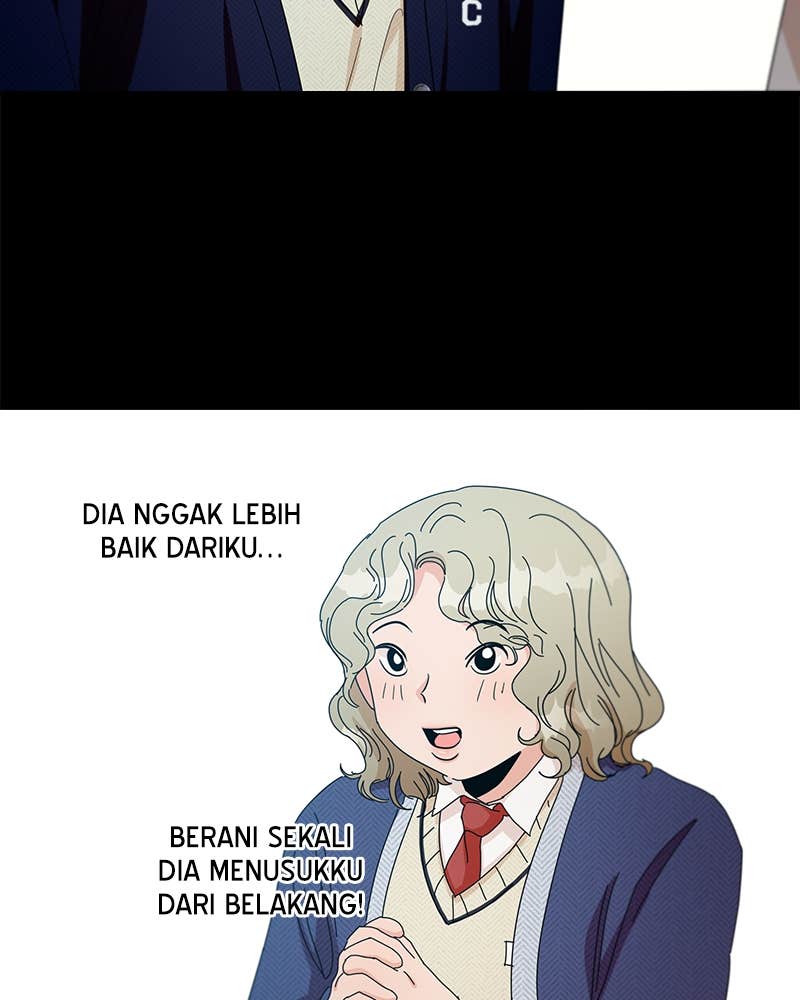 C
DIA NGGAK LEBIH
BAIK DARIKU...
BERANI SEKALI
DIA MENUSUKKU
DARI BELAKANG!